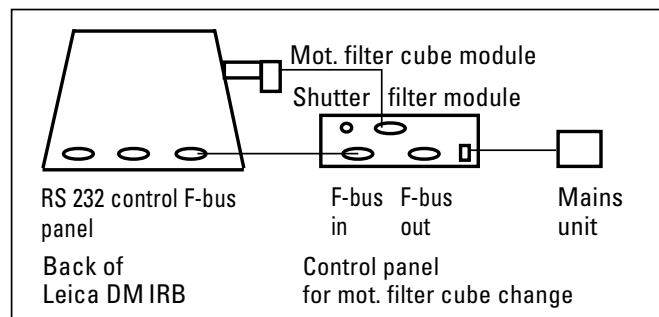 Mot. filter cube module
Shutter filter module
RS 232 control F-bus
panel
F-bus
in
F-bus
out
Mains
unit
Back of
Leica DM IRB
Control panel
for mot. filter cube change